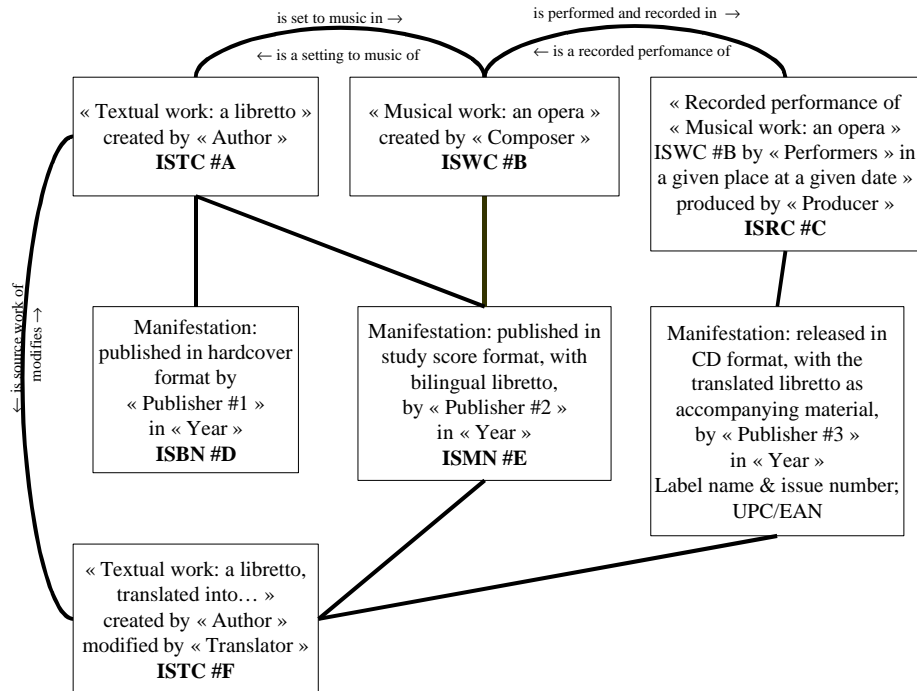 is set to music in →
← is a setting to music of
is performed and recorded in →
← is a recorded perfomance of
« Textual work: a libretto »
created by « Author »
ISTC #A
« Musical work: an opera »
created by « Composer »
ISWC #B
« Recorded performance of
« Musical work: an opera »
ISWC #B by « Performers » in
a given place at a given date »
produced by « Producer »
ISRC #C
← is source work of
modifies →
Manifestation:
published in hardcover
format by
« Publisher #1 »
in « Year »
ISBN #D
Manifestation: published in
study score format, with
bilingual libretto,
by « Publisher #2 »
in « Year »
ISMN #E
Manifestation: released in
CD format, with the
translated libretto as
accompanying material,
by « Publisher #3 »
in « Year »
Label name & issue number;
UPC/EAN
« Textual work: a libretto,
translated into… »
created by « Author »
modified by « Translator »
ISTC #F